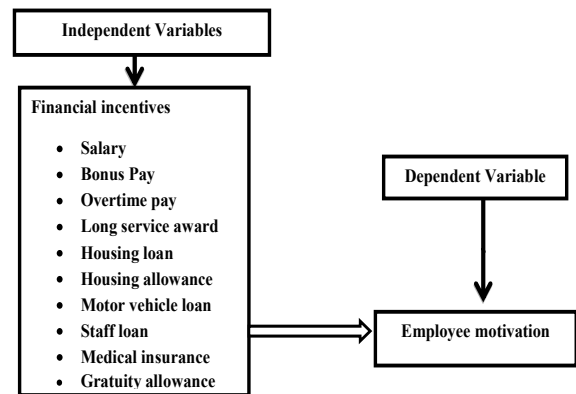 Independent Variables
Financial incentives
• Salary
• Bonus Pay
• Overtime pay
• Long service award
• Housing loan
• Housing allowance
• Motor vehicle loan
• Staff loan
• Medical insurance
• Gratuity allowance
Dependent Variable
Employee motivation